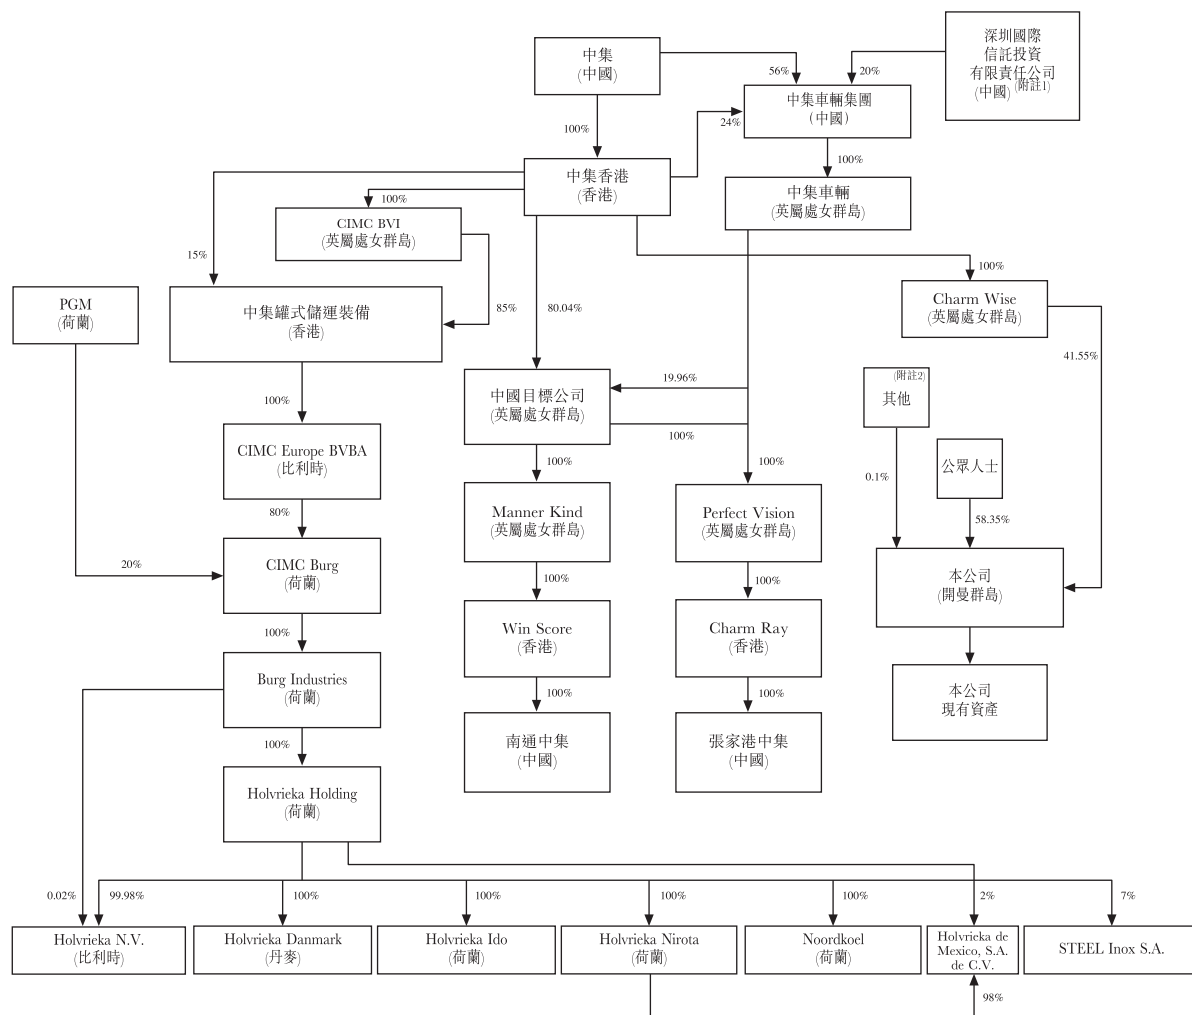 深圳國際
信託投資
有限責任公司
(中國)(附註1)
中集
(中國)
56%
20%
中集車輛集團
(中國)
100%
24%
100%
中集香港
(香港)
中集車輛
(英屬處女群島)
100%
CIMC BVI
(英屬處女群島)
15%
100%
PGM
(荷蘭)
中集罐式儲運裝備
(香港)
85%
80.04%
Charm Wise
(英屬處女群島)
41.55%
19.96%
(附註2)
其他
中國目標公司
(英屬處女群島)
100%
100%
CIMC Europe BVBA
(比利時)
公眾人士
100%
100%
0.1%
80%
Manner Kind
(英屬處女群島)
Perfect Vision
(英屬處女群島)
58.35%
20%
CIMC Burg
(荷蘭)
100%
100%
本公司
(開曼群島)
100%
Win Score
(香港)
Charm Ray
(香港)
Burg Industries
(荷蘭)
100%
100%
本公司
現有資產
100%
南通中集
(中國)
張家港中集
(中國)
Holvrieka Holding
(荷蘭)
0.02%
99.98%
100%
100%
100%
100%
2%
7%
Holvrieka N.V.
(比利時)
Holvrieka Danmark
(丹麥)
Holvrieka Ido
(荷蘭)
Holvrieka Nirota
(荷蘭)
Noordkoel
(荷蘭)
Holvrieka de
Mexico, S.A.
de C.V.
STEEL Inox S.A.
98%